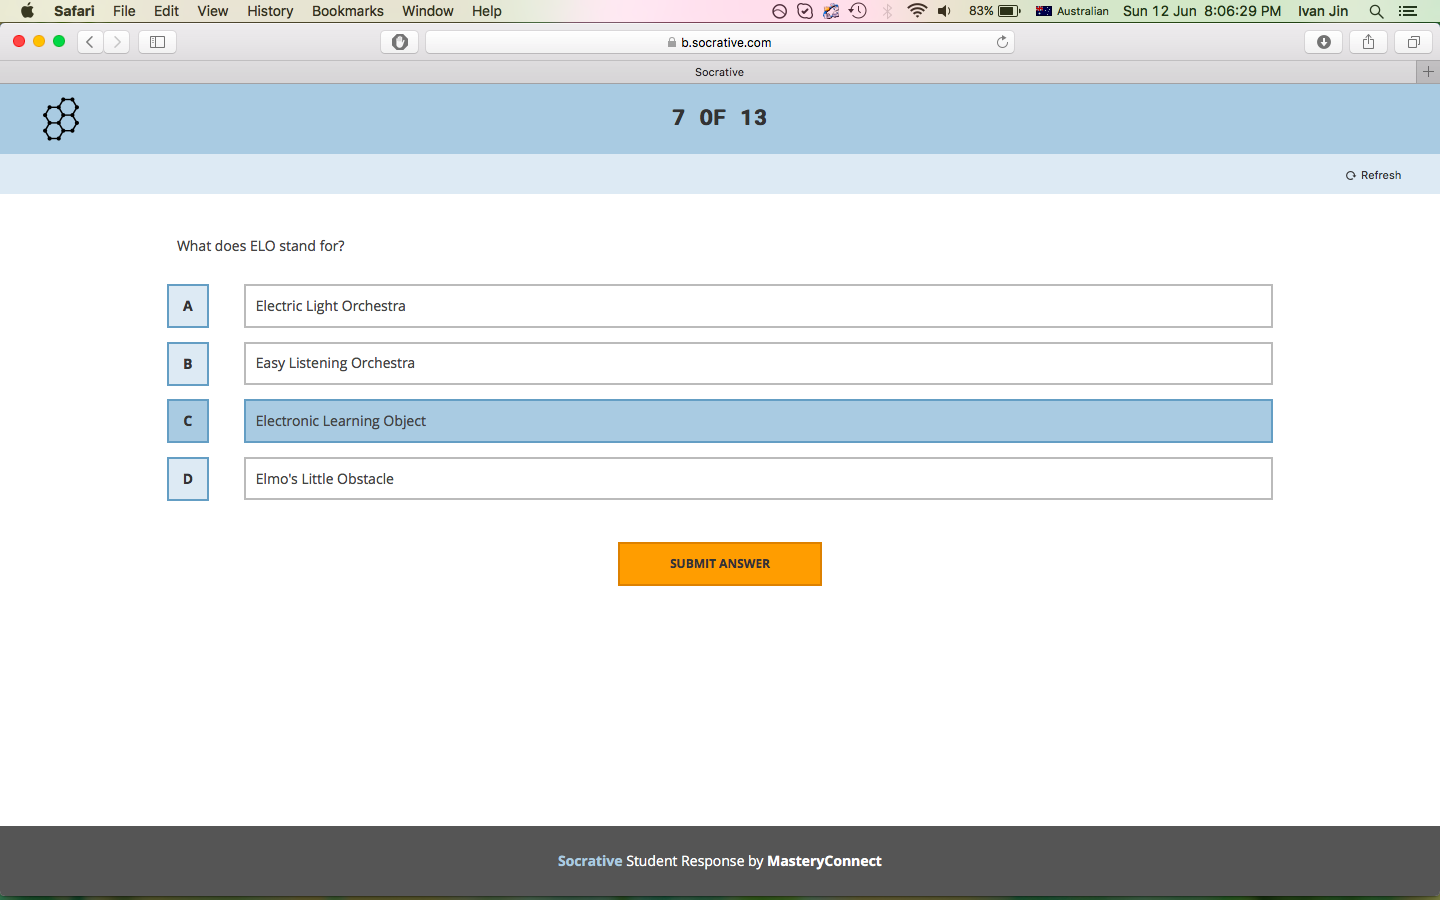 Safari File Edit View History Bookmarks Window Help 83% Australian Sun 12 Jun 8:06:29 PM Ivan Jin
b.socrative.com
Socrative
7 OF 13
Refresh
What does ELO stand for?
A Electric Light Orchestra
B Easy Listening Orchestra
C Electronic Learning Object
D Elmo's Little Obstacle
SUBMIT ANSWER
Socrative Student Response by MasteryConnect